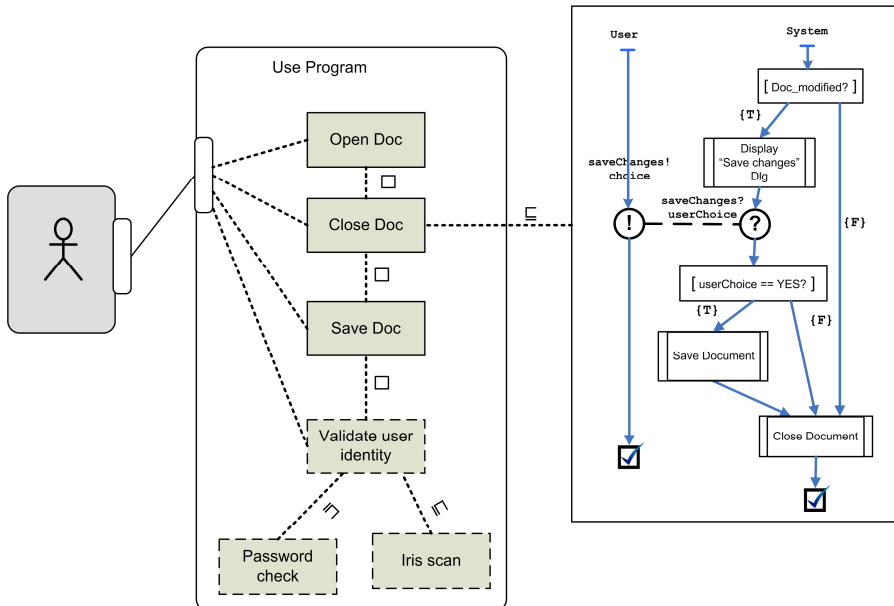 Use Program
Open Doc
Close Doc
Save Doc
Validate user
identity
Password
check
Iris scan
⊑
⊑
⊑
User
System
[ Doc_modified? ]
{T}
Display
“Save changes”
Dlg
saveChanges!
choice
saveChanges?
userChoice
!
?
{F}
[ userChoice == YES? ]
{T}
{F}
Save Document
Close Document